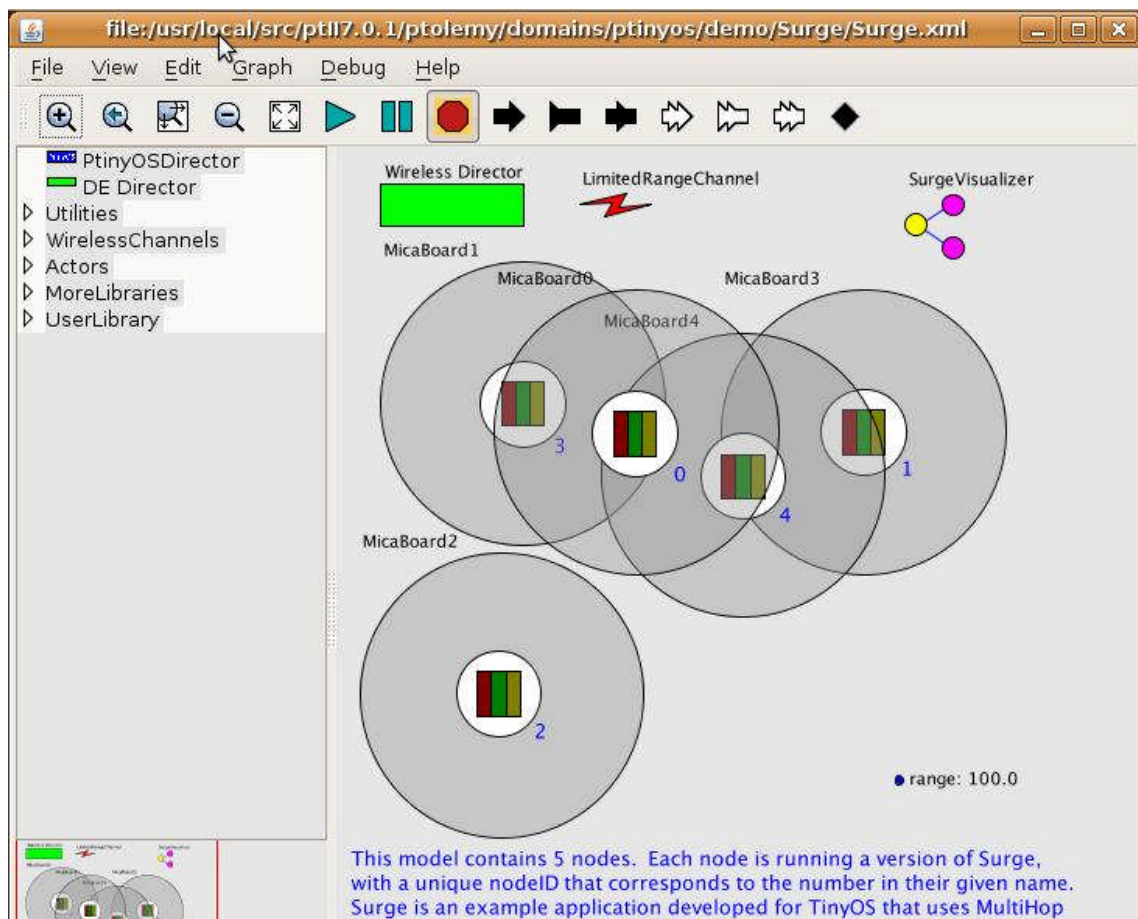 file:/usr/local/src/ptII7.0.1/ptolemy/domains/ptinyos/demo/Surge/Surge.xml
File View Edit Graph Debug Help
PtinyOSDirector
DE Director
Utilities
WirelessChannels
Actors
MoreLibraries
UserLibrary
Wireless Director
LimitedRangeChannel
SurgeVisualizer
MicaBoard1
MicaBoard0
MicaBoard3
MicaBoard4
3
0
1
4
MicaBoard2
2
range: 100.0
This model contains 5 nodes. Each node is running a version of Surge,
with a unique nodeID that corresponds to the number in their given name.
Surge is an example application developed for TinyOS that uses MultiHop